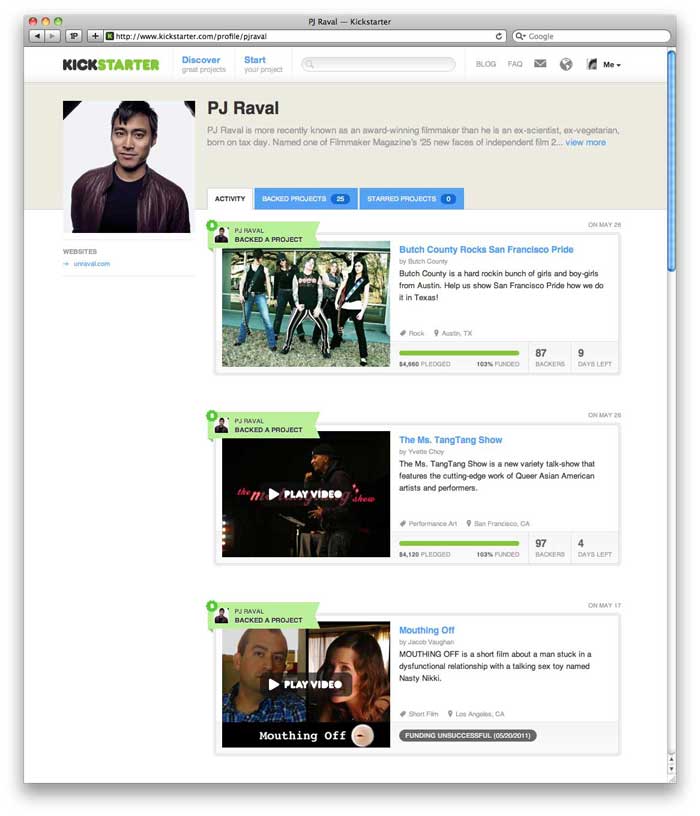 PJ Raval — Kickstarter
http://www.kickstarter.com/profile/pjraval
Google
KICKSTARTER
Discover
great projects
Start
your project
BLOG
FAQ
Me
PJ Raval
PJ Raval is more recently known as an award-winning filmmaker than he is an ex-scientist, ex-vegetarian,
born on tax day. Named one of Filmmaker Magazine's '25 new faces of independent film 2... view more
ACTIVITY
BACKED PROJECTS 25
STARRED PROJECTS 0
WEBSITES
unraval.com
ON MAY 26
PJ RAVAL
BACKED A PROJECT
Butch County Rocks San Francisco Pride
by Butch County
Butch County is a hard rockin bunch of girls and boy-girls
from Austin. Help us show San Francisco Pride how we do
it in Texas!
Rock
Austin, TX
$4,660 PLEDGED
103% FUNDED
87
BACKERS
9
DAYS LEFT
ON MAY 26
PJ RAVAL
BACKED A PROJECT
PLAY VIDEO
The Ms. TangTang Show
by Yvette Choy
The Ms. TangTang Show is a new variety talk-show that
features the cutting-edge work of Queer Asian American
artists and performers.
Performance Art
San Francisco, CA
$4,120 PLEDGED
103% FUNDED
97
BACKERS
4
DAYS LEFT
ON MAY 17
PJ RAVAL
BACKED A PROJECT
PLAY VIDEO
Mouthing Off
Mouthing Off
by Jacob Vaughan
MOUTHING OFF is a short film about a man stuck in a
dysfunctional relationship with a talking sex toy named
Nasty Nikki.
Short Film
Los Angeles, CA
FUNDING UNSUCCESSFUL (05/20/2011)